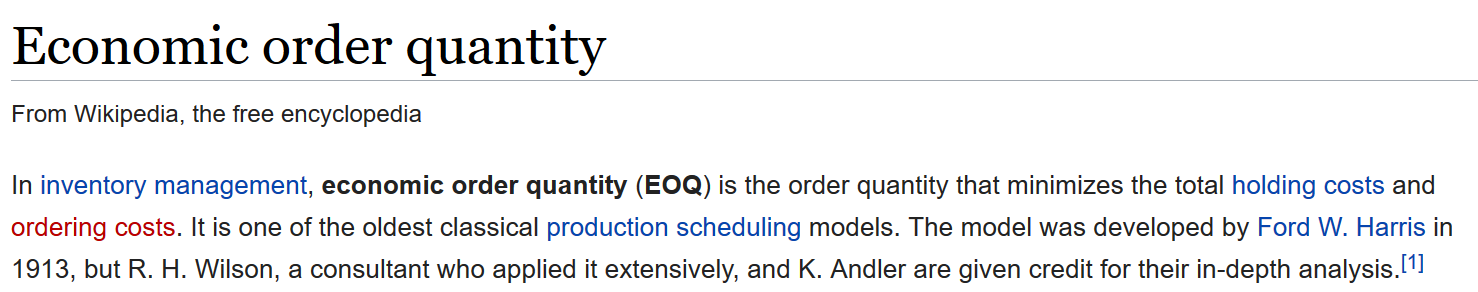 Economic order quantity
From Wikipedia, the free encyclopedia
In inventory management, economic order quantity (EOQ) is the order quantity that minimizes the total holding costs and
ordering costs. It is one of the oldest classical production scheduling models. The model was developed by Ford W. Harris in
1913, but R. H. Wilson, a consultant who applied it extensively, and K. Andler are given credit for their in-depth analysis.[1]